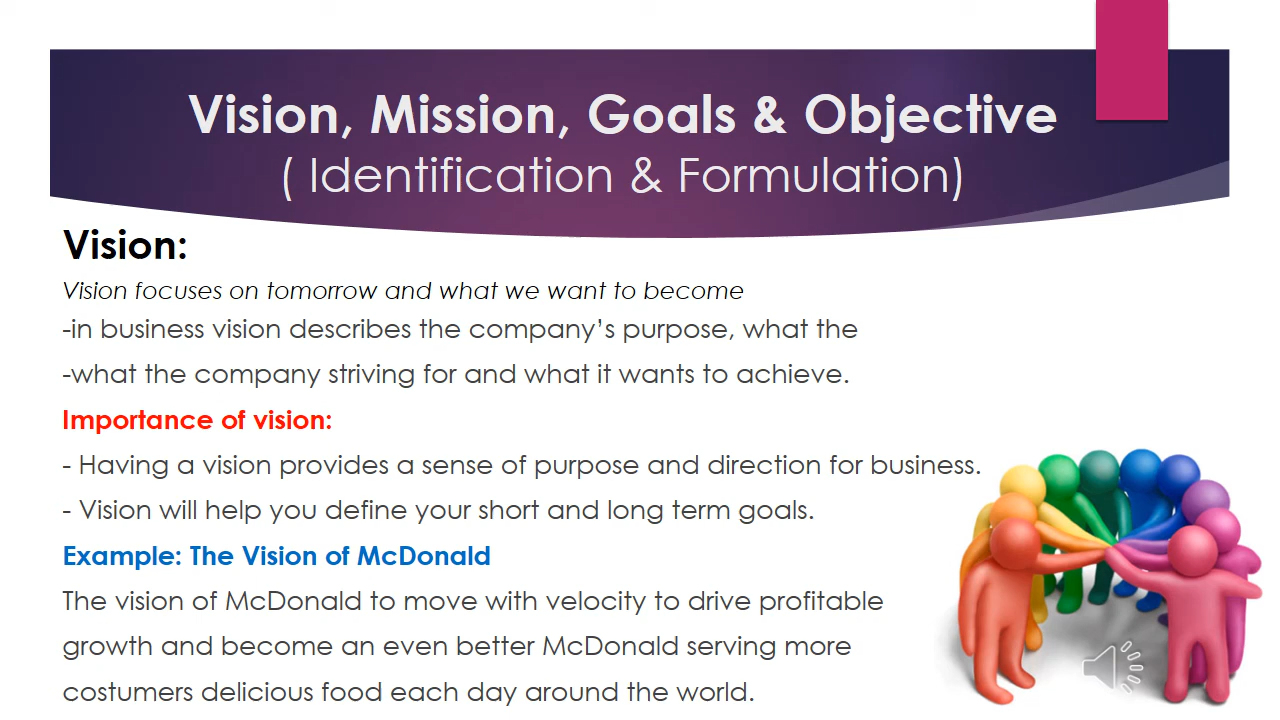 Vision, Mission, Goals & Objective
( Identification & Formulation)
Vision:
Vision focuses on tomorrow and what we want to become
-in business vision describes the company’s purpose, what the
-what the company striving for and what it wants to achieve.
Importance of vision:
- Having a vision provides a sense of purpose and direction for business.
- Vision will help you define your short and long term goals.
Example: The Vision of McDonald
The vision of McDonald to move with velocity to drive profitable
growth and become an even better McDonald serving more
costumers delicious food each day around the world.